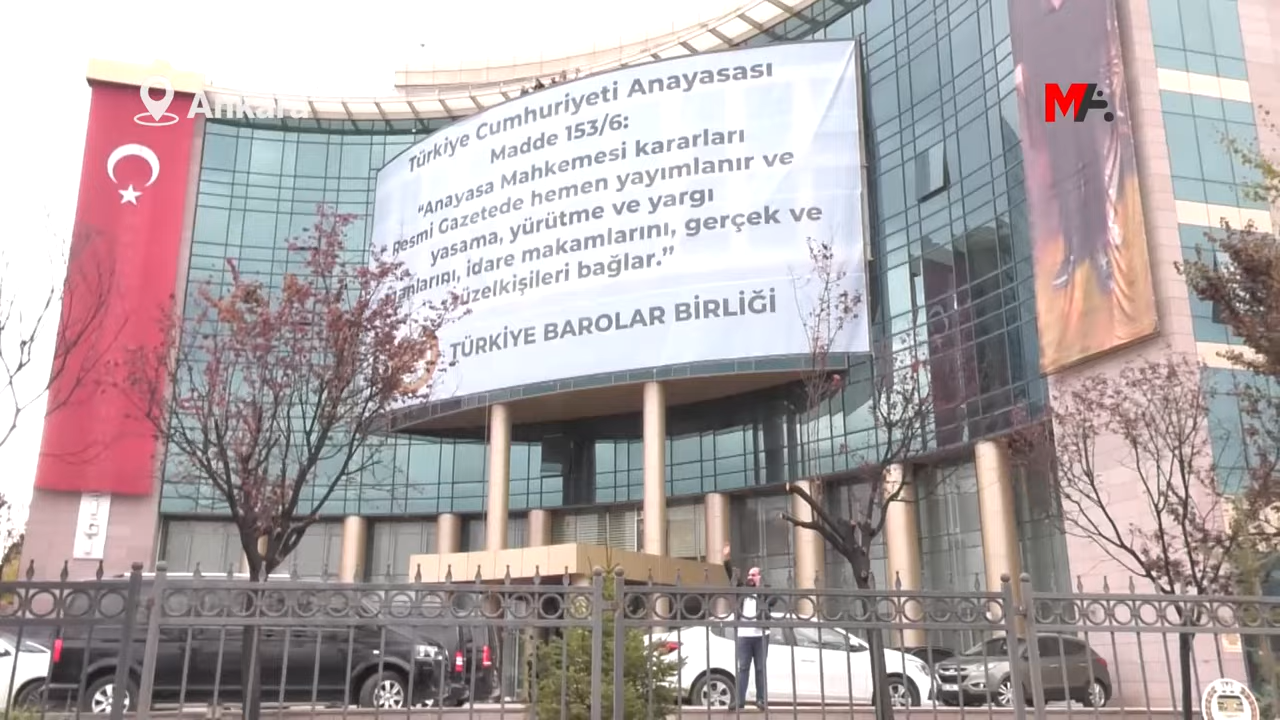 Ankara
MA.
Türkiye Cumhuriyeti Anayasası
Madde 153/6:
“Anayasa Mahkemesi kararları
Resmi Gazetede hemen yayımlanır ve
yasama, yürütme ve yargı
idare makamlarını, gerçek ve
bağlar.”
TÜRKİYE BAROLAR BİRLİĞİ